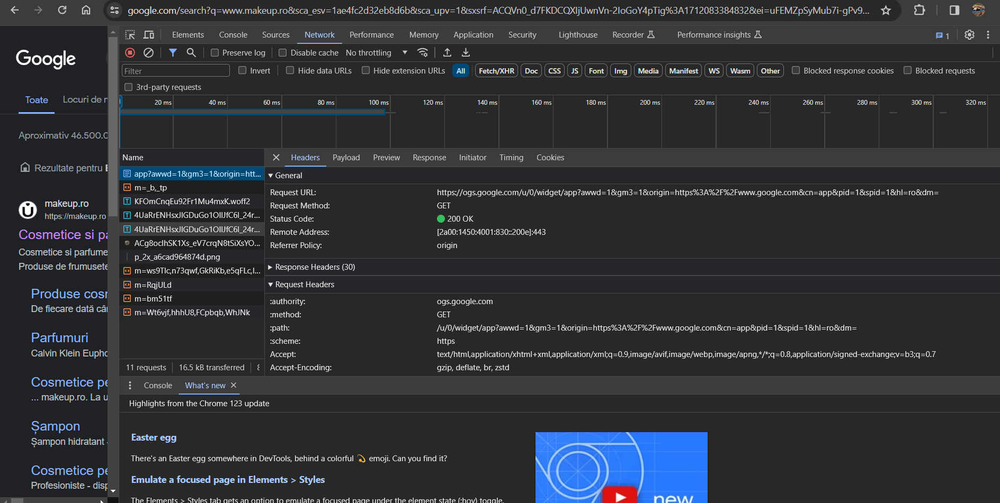 google.com/search?q=www.makeup.ro&sca_esv=1ae4fc2d32eb8d6b&sca_upv=1&sxsrf=ACQVn0_d7FKDCQXIjUwnVn-2IoGoY4pTig%3A1712083384832&ei=uFEMZpSyMub7i-gPv9...
Google
Toate Locuri de
Aproximativ 46.500.0
Rezultate pentru
makeup.ro
https://makeup.ro
Cosmetice si pa
Cosmetice si parfume
Produse de frumusete
Produse cos
De fiecare dată cân
Parfumuri
Calvin Klein Eupho
Cosmetice pe
... makeup.ro. La u
Șampon
Șampon hidratant -
Cosmetice pe
Profesioniste - disp
Elements Console Sources Network Performance Memory Application Security Lighthouse Recorder Performance insights 1
Preserve log Disable cache No throttling
Filter Invert Hide data URLs Hide extension URLs All Fetch/XHR Doc CSS JS Font Img Media Manifest WS Wasm Other Blocked response cookies Blocked requests
3rd-party requests
20 ms 40 ms 60 ms 80 ms 100 ms 120 ms 140 ms 160 ms 180 ms 200 ms 220 ms 240 ms 260 ms 280 ms 300 ms 320 ms
Name
app?awwd=1&gm3=1&origin=htt...
m=_b,_tp
KFOmCnqEu92Fr1Mu4mxK.woff2
4UaRrENHsxJlGDuGo1OIlJfC6l_24r...
4UaRrENHsxJlGDuGo1OIlJfC6l_24r...
ACg8ocIhSK1Xs_eV7crqN8tSiXsYO...
p_2x_a6cad964874d.png
m=ws9Tlc,n73qwf,GkRiKb,e5qFLc,I...
m=RqjULd
m=bm51tf
m=Wt6vjf,hhhU8,FCpbqb,WhJNk
11 requests 16.5 kB transferred
Headers Payload Preview Response Initiator Timing Cookies
General
Request URL: https://ogs.google.com/u/0/widget/app?awwd=1&gm3=1&origin=https%3A%2F%2Fwww.google.com&cn=app&pid=1&spid=1&hl=ro&dm=
Request Method: GET
Status Code: 200 OK
Remote Address: [2a00:1450:4001:830::200e]:443
Referrer Policy: origin
Response Headers (30)
Request Headers
:authority: ogs.google.com
:method: GET
:path: /u/0/widget/app?awwd=1&gm3=1&origin=https%3A%2F%2Fwww.google.com&cn=app&pid=1&spid=1&hl=ro&dm=
:scheme: https
Accept: text/html,application/xhtml+xml,application/xml;q=0.9,image/avif,image/webp,image/apng,*/*;q=0.8,application/signed-exchange;v=b3;q=0.7
Accept-Encoding: gzip, deflate, br, zstd
Console What's new
Highlights from the Chrome 123 update
Easter egg
There's an Easter egg somewhere in DevTools, behind a colorful 💫 emoji. Can you find it?
Emulate a focused page in Elements > Styles
The Elements > Styles tab gets an option to emulate a focused page under the element state (:hov) toggle.
new